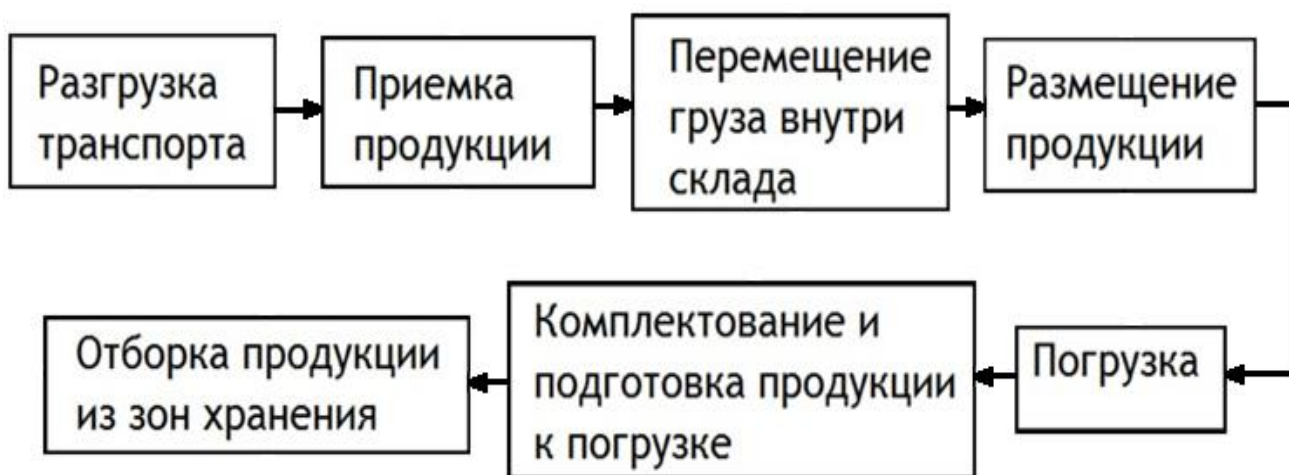 Разгрузка
транспорта
Приемка
продукции
Перемещение
груза внутри
склада
Размещение
продукции
Отборка продукции
из зон хранения
Комплектование и
подготовка продукции
к погрузке
Погрузка